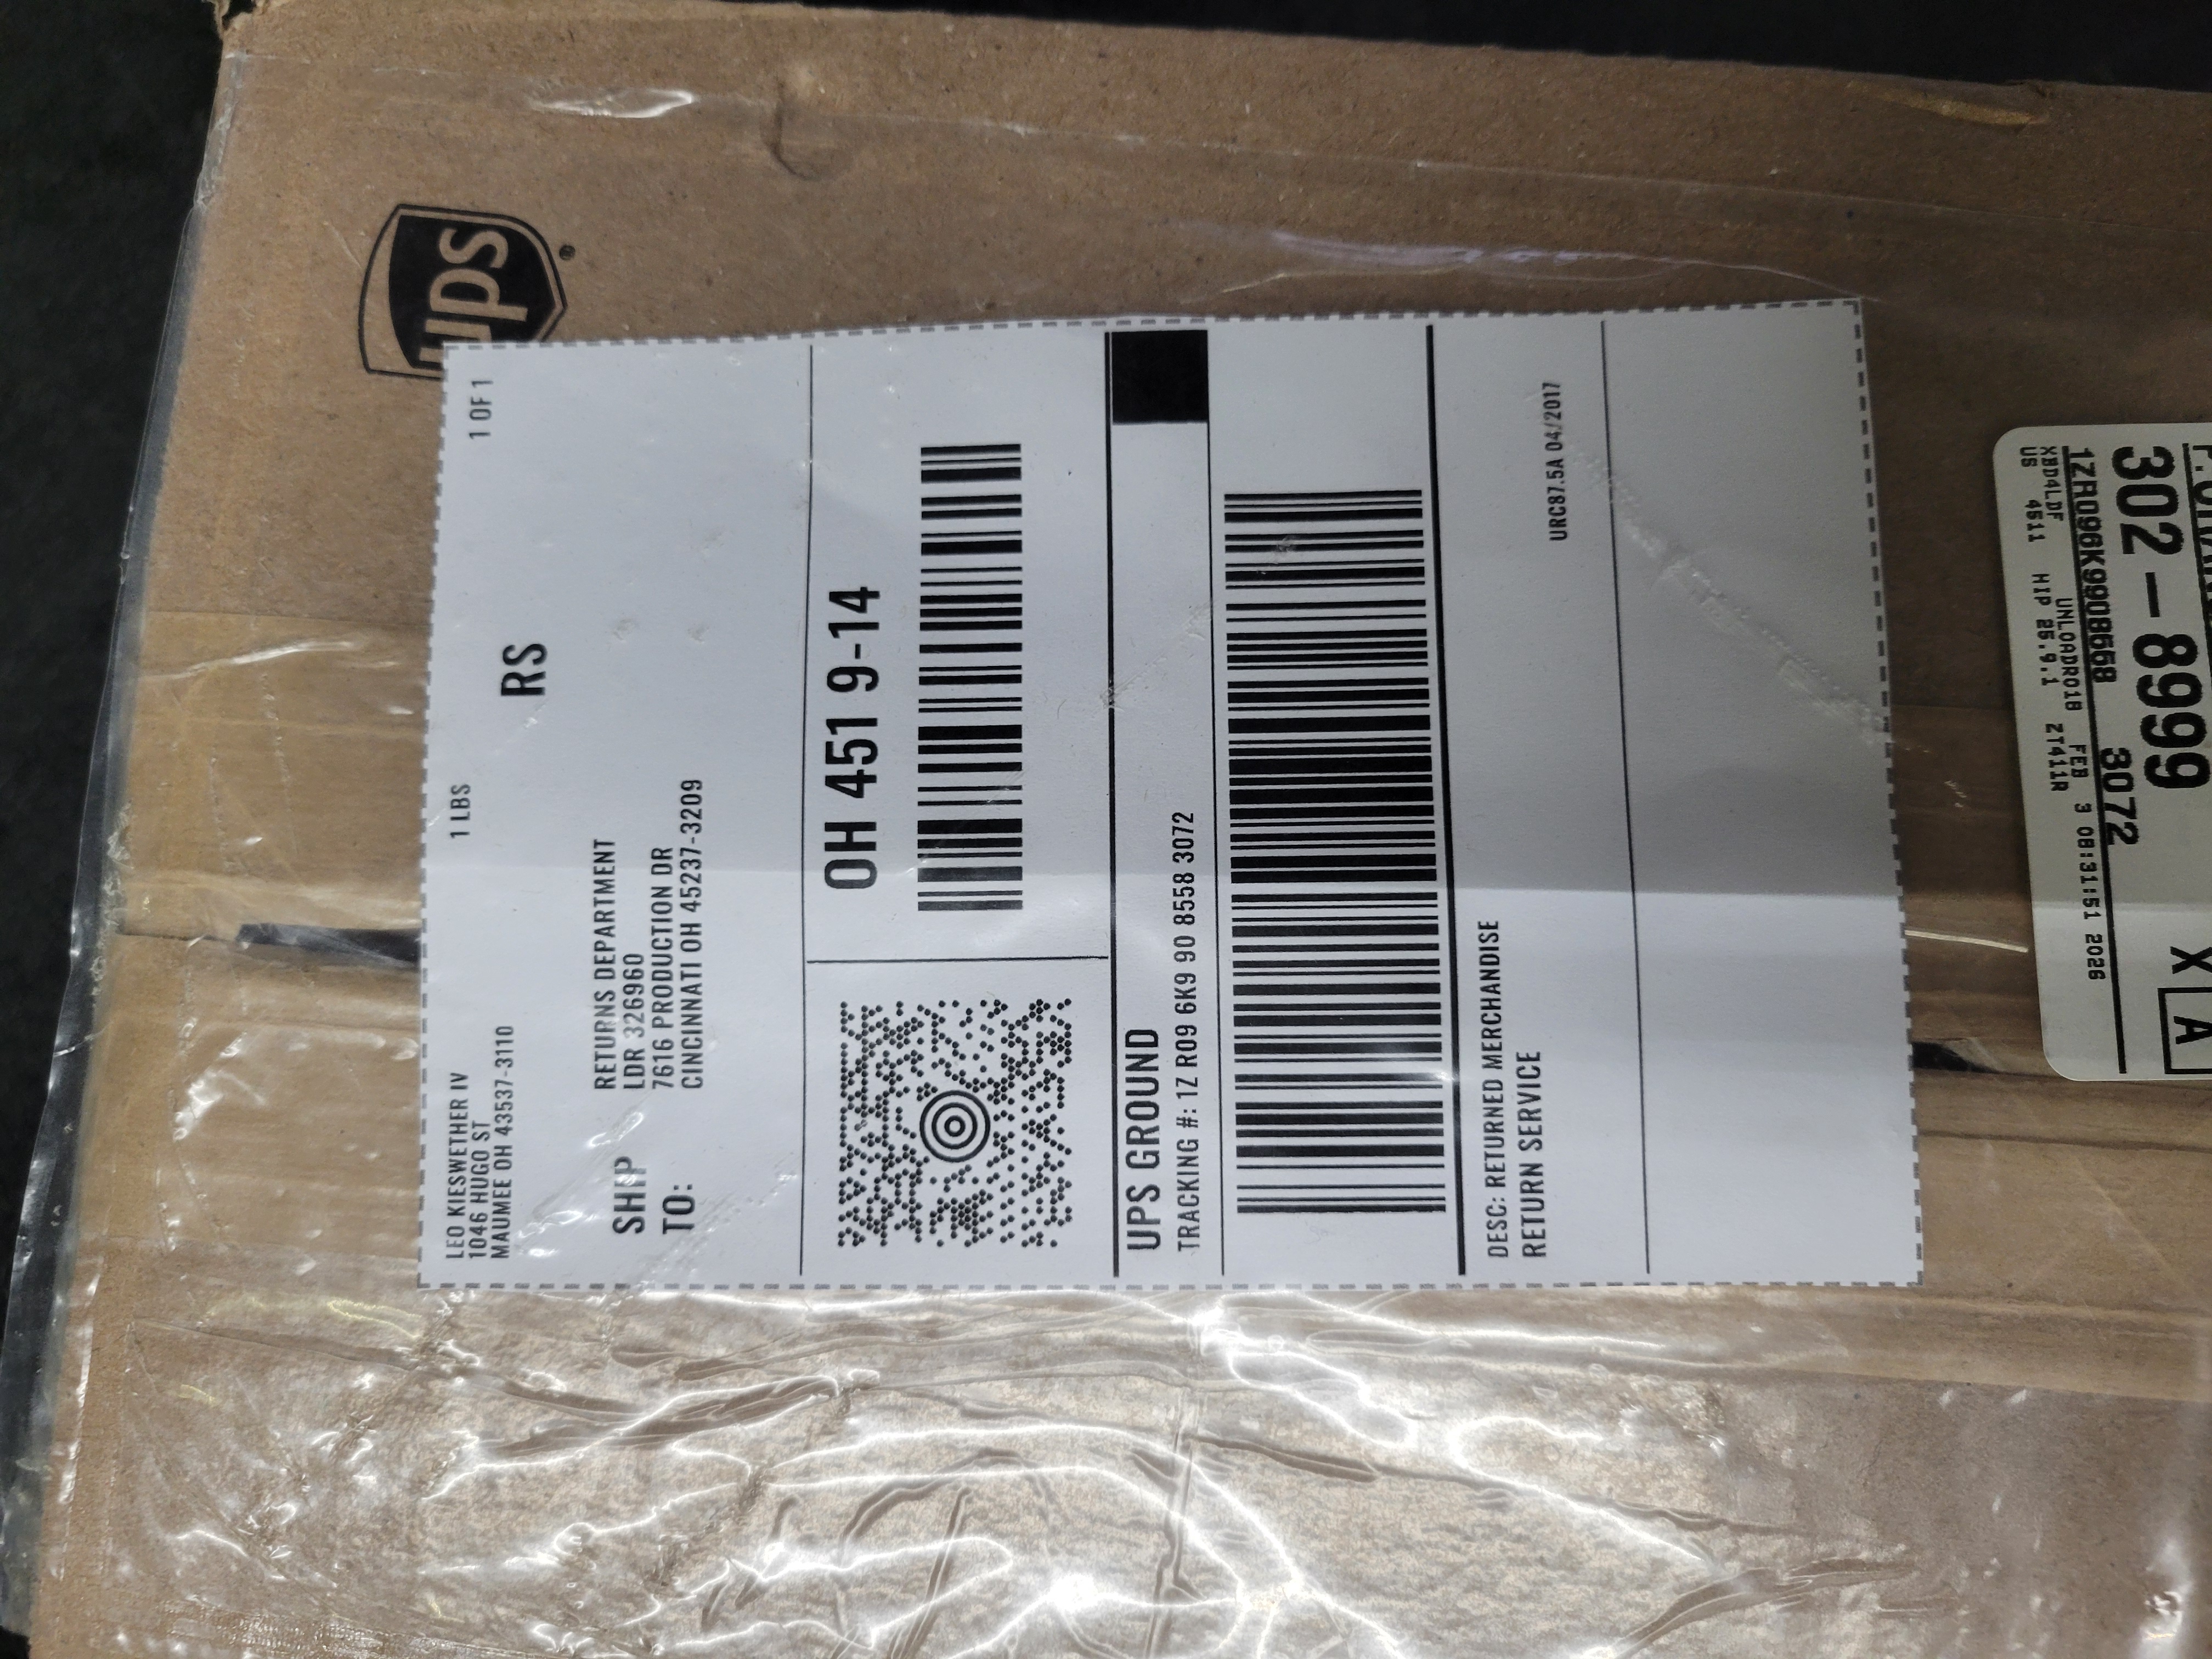 ups
LEO KIESWETHER IV
1046 HUGO ST
MAUMEE OH 43537-3110
1 LBS
1 OF 1
RS
SHIP
TO:
RETURNS DEPARTMENT
LDR 326960
7616 PRODUCTION DR
CINCINNATI OH 45237-3209
OH 451 9-14
UPS GROUND
TRACKING #: 1Z R09 6K9 90 8558 3072
DESC: RETURNED MERCHANDISE
RETURN SERVICE
URC87.5A 04/2017
302-8999
X A
3072
UNLOADRO1B FEB 3 08:31:51 2026
XBD4LDF HIP 25.9.1 ZT411R
US 4511